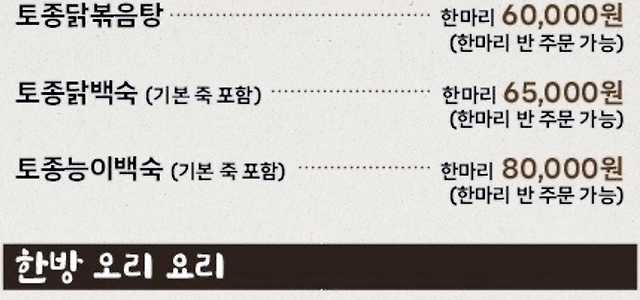 토종닭볶음탕 한마리 60,000원
(한마리 반 주문 가능)
토종닭백숙 (기본 죽 포함) 한마리 65,000원
(한마리 반 주문 가능)
토종능이백숙 (기본 죽 포함) 한마리 80,000원
(한마리 반 주문 가능)
한방 오리 요리